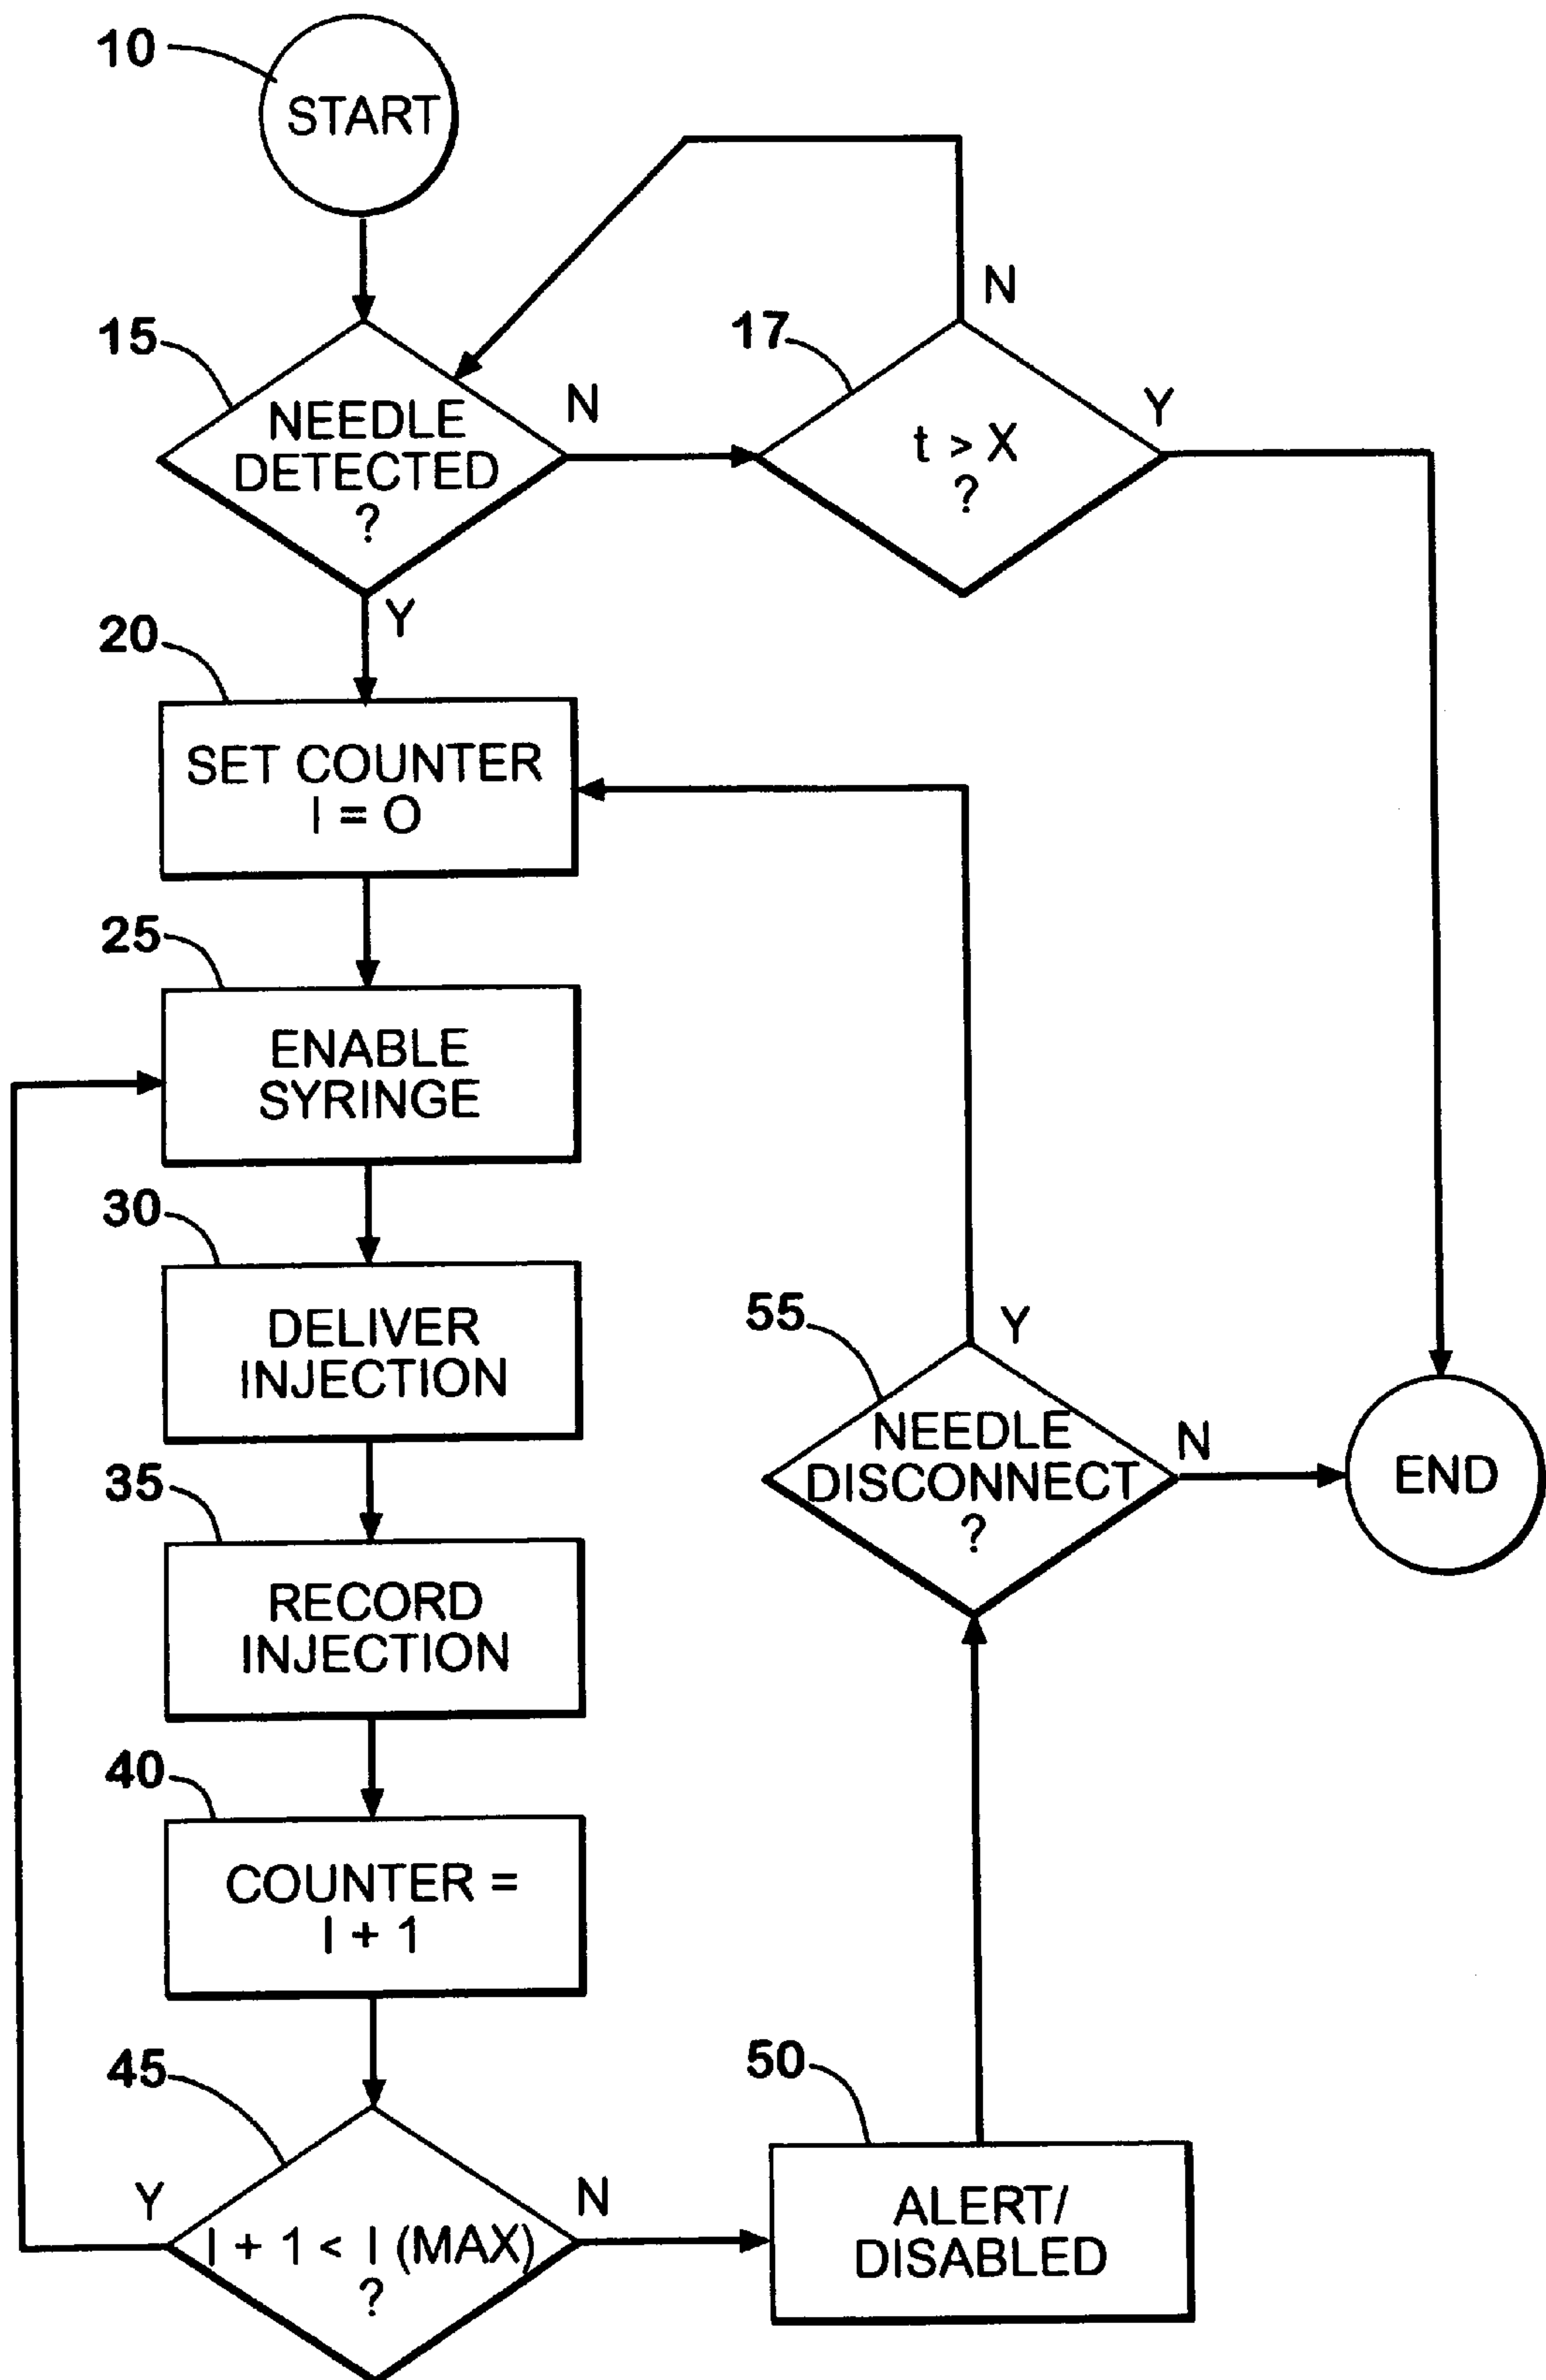 10
START
15
NEEDLE
DETECTED
?
N
Y
17
t > X
?
N
Y
20
SET COUNTER
I = O
25
ENABLE
SYRINGE
30
DELIVER
INJECTION
35
RECORD
INJECTION
40
COUNTER =
I + 1
45
I + 1 < I (MAX)
?
Y
N
50
ALERT/
DISABLED
55
NEEDLE
DISCONNECT
?
Y
N
END